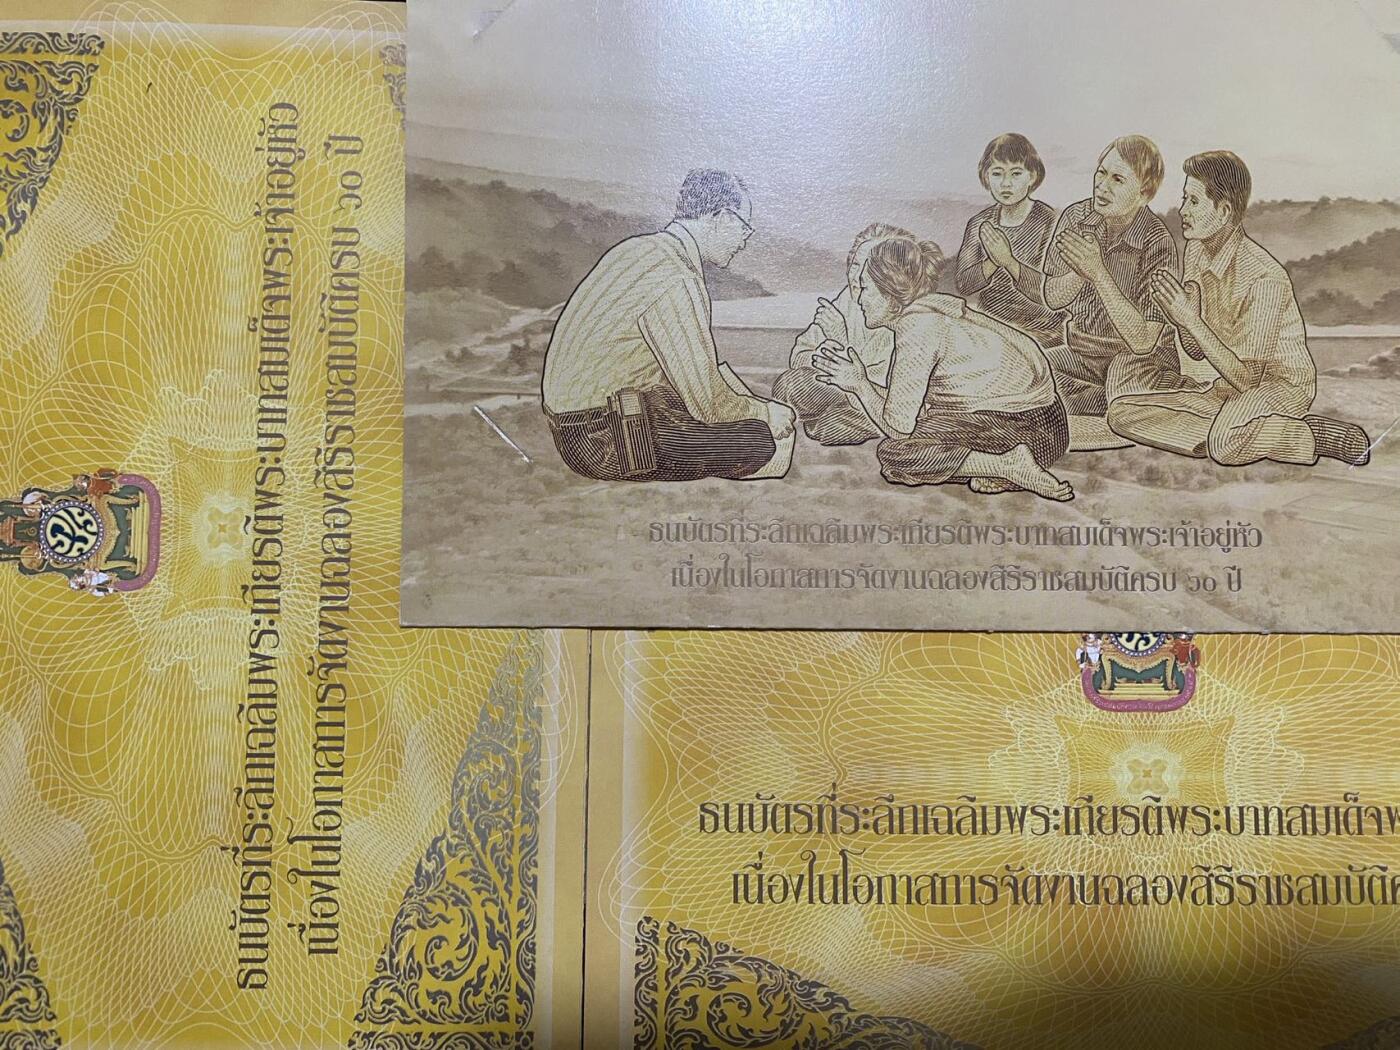 ธนบัตรที่ระลึกเฉลิมพระเกียรติพระบาทสมเด็จพระเจ้าอยู่หัว
เนื่องในโอกาสการจัดงานฉลองสิริราชสมบัติครบ ๖๐ ปี
ธนบัตรที่ระลึกเฉลิมพระเกียรติพระบาทสมเด็จพระเจ้าอยู่หัว
เนื่องในโอกาสการจัดงานฉลองสิริราชสมบัติครบ ๖๐ ปี
ธนบัตรที่ระลึกเฉลิมพระเกียรติพระบาทสมเด็จพ
เนื่องในโอกาสการจัดงานฉลองสิริราชสมบัติค